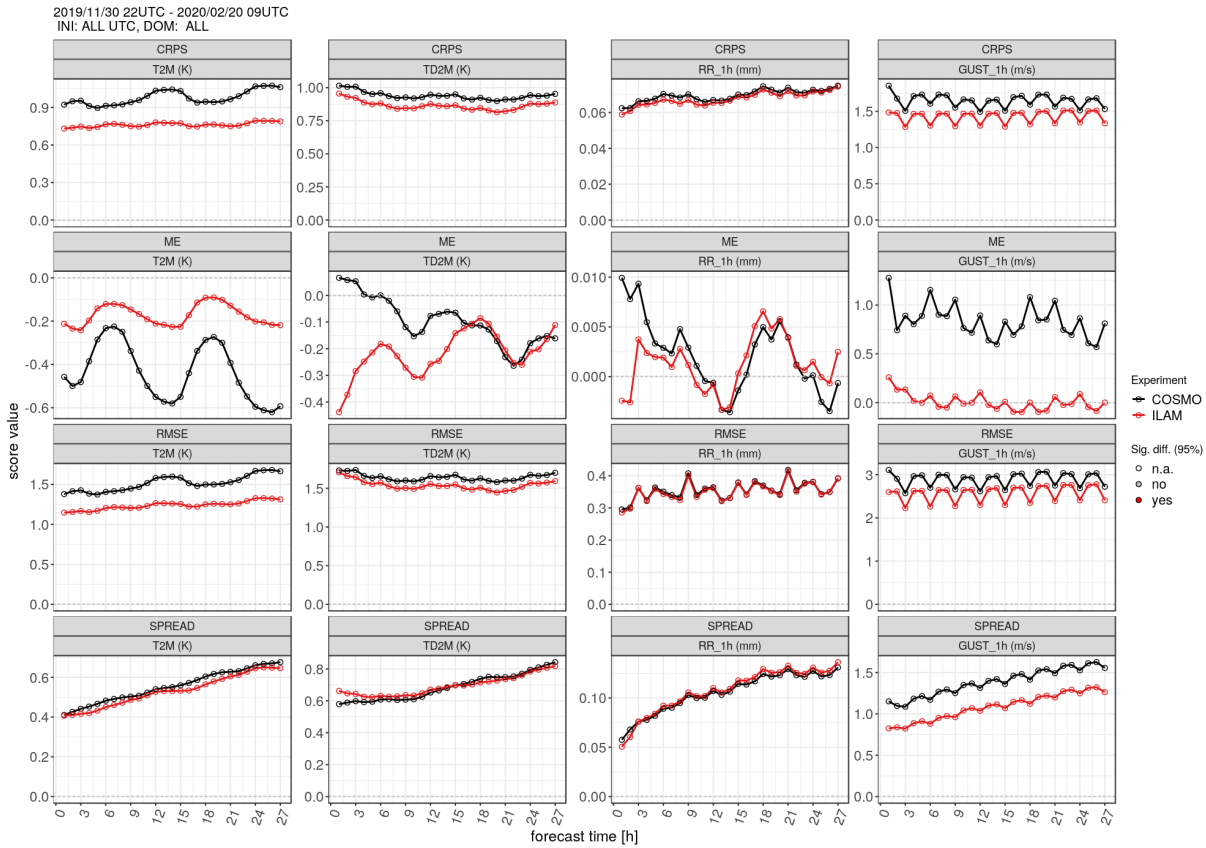 2019/11/30 22UTC - 2020/02/20 09UTC
INI: ALL UTC, DOM:  ALL
CRPS CRPS CRPS CRPS
T2M (K) TD2M (K) RR_1h (mm) GUST_1h (m/s)
0.9 0.6 0.3 0.0
1.00 0.75 0.50 0.25 0.00
0.06 0.04 0.02 0.00
1.5 1.0 0.5 0.0
ME ME ME ME
T2M (K) TD2M (K) RR_1h (mm) GUST_1h (m/s)
0.0 -0.2 -0.4 -0.6
0.0 -0.1 -0.2 -0.3 -0.4
0.010 0.005 0.000
1.0 0.5 0.0
RMSE RMSE RMSE RMSE
T2M (K) TD2M (K) RR_1h (mm) GUST_1h (m/s)
1.5 1.0 0.5 0.0
1.5 1.0 0.5 0.0
0.4 0.3 0.2 0.1 0.0
3 2 1 0
SPREAD SPREAD SPREAD SPREAD
T2M (K) TD2M (K) RR_1h (mm) GUST_1h (m/s)
0.6 0.4 0.2 0.0
0.8 0.6 0.4 0.2 0.0
0.10 0.05 0.00
1.5 1.0 0.5 0.0
0 3 6 9 12 15 18 21 24 27
0 3 6 9 12 15 18 21 24 27
0 3 6 9 12 15 18 21 24 27
0 3 6 9 12 15 18 21 24 27
forecast time [h]
score value
Experiment
COSMO
ILAM
Sig. diff. (95%)
n.a.
no
yes